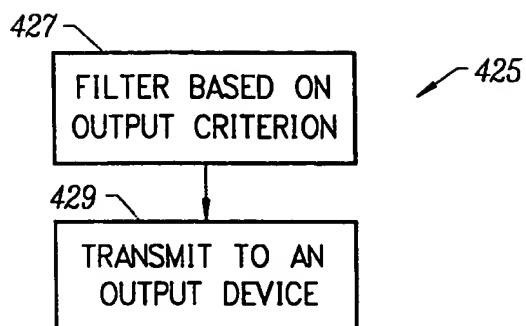 427
425
FILTER BASED ON
OUTPUT CRITERION
429
TRANSMIT TO AN
OUTPUT DEVICE